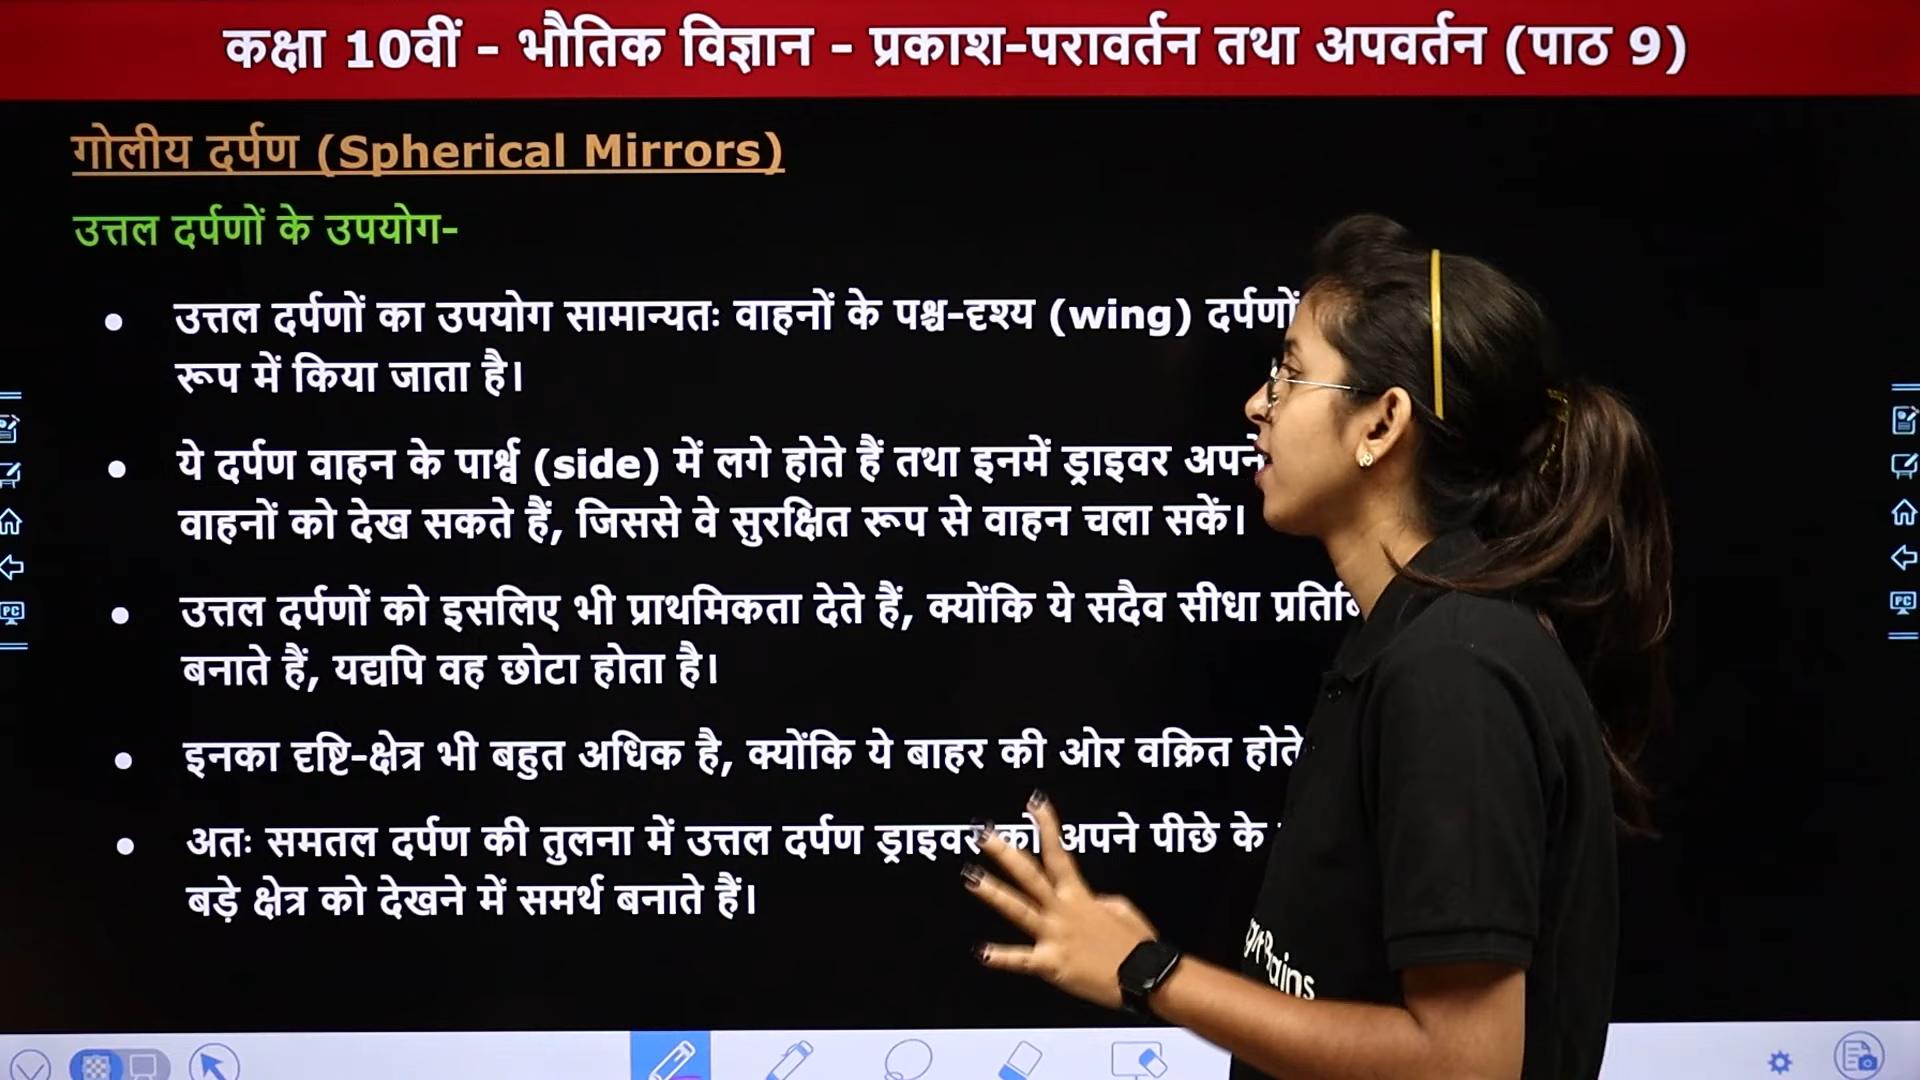 कक्षा 10वीं - भौतिक विज्ञान - प्रकाश-परावर्तन तथा अपवर्तन (पाठ 9)
गोलीय दर्पण (Spherical Mirrors)
उत्तल दर्पणों के उपयोग-
• उत्तल दर्पणों का उपयोग सामान्यतः वाहनों के पश्च-दृश्य (wing) दर्पणों
रूप में किया जाता है।
• ये दर्पण वाहन के पार्श्व (side) में लगे होते हैं तथा इनमें ड्राइवर अपने
वाहनों को देख सकते हैं, जिससे वे सुरक्षित रूप से वाहन चला सकें।
• उत्तल दर्पणों को इसलिए भी प्राथमिकता देते हैं, क्योंकि ये सदैव सीधा
बनाते हैं, यद्यपि वह छोटा होता है।
• इनका दृष्टि-क्षेत्र भी बहुत अधिक है, क्योंकि ये बाहर की ओर वक्रित होते
• अतः समतल दर्पण की तुलना में उत्तल दर्पण ड्राइवर को अपने पीछे के
बड़े क्षेत्र को देखने में समर्थ बनाते हैं।
PC
PC